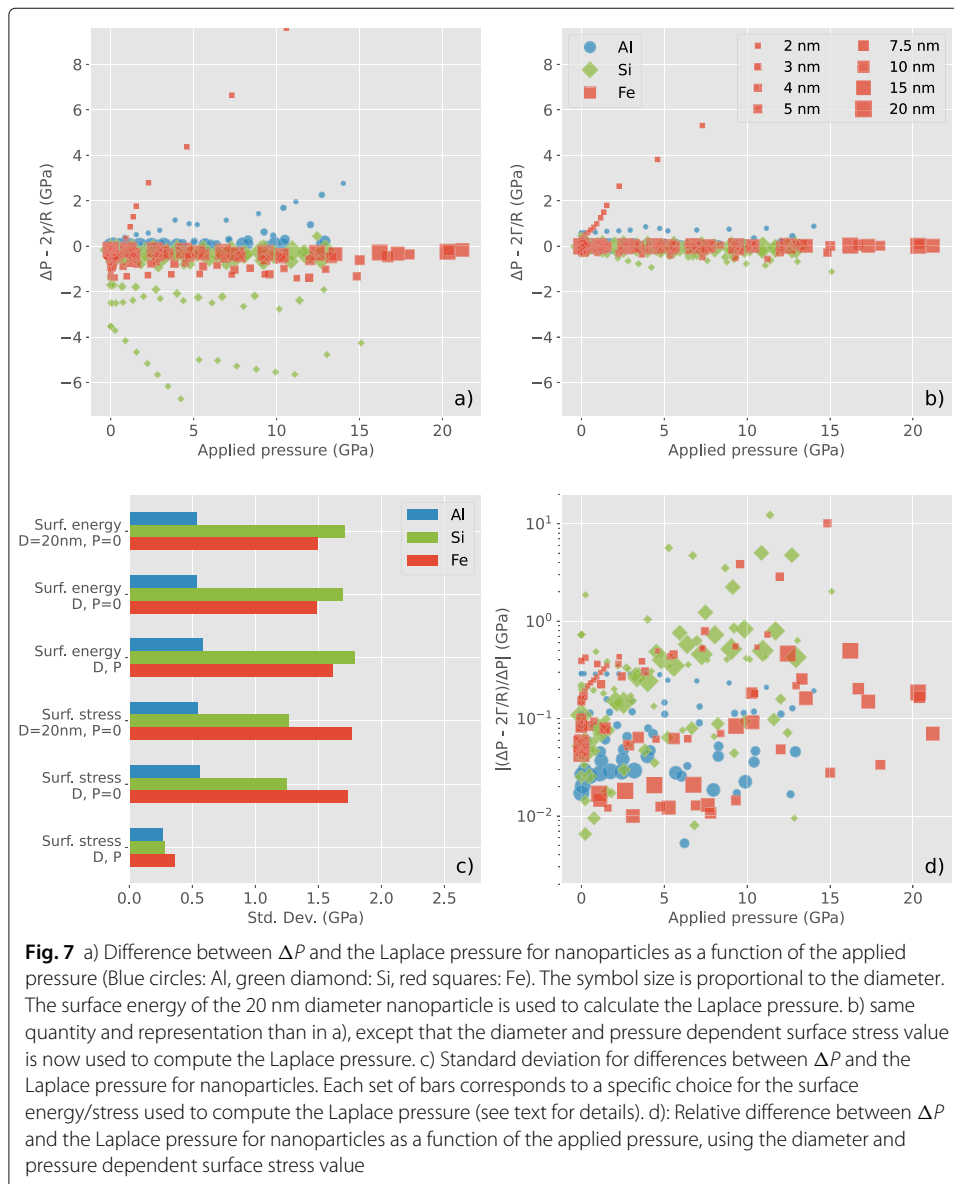 8
6
4
2
0
−2
−4
−6
ΔP - 2γ/R (GPa)
0 5 10 15 20
Applied pressure (GPa)
a)
Al
Si
Fe
2 nm
3 nm
4 nm
5 nm
7.5 nm
10 nm
15 nm
20 nm
8
6
4
2
0
−2
−4
−6
ΔP - 2Γ/R (GPa)
0 5 10 15 20
Applied pressure (GPa)
b)
Al
Si
Fe
Surf. energy
D=20nm, P=0
Surf. energy
D, P=0
Surf. energy
D, P
Surf. stress
D=20nm, P=0
Surf. stress
D, P=0
Surf. stress
D, P
0.0 0.5 1.0 1.5 2.0 2.5
Std. Dev. (GPa)
c)
10¹
10⁰
10⁻¹
10⁻²
|(ΔP - 2Γ/R)/ΔP| (GPa)
0 5 10 15 20
Applied pressure (GPa)
d)
Fig. 7 a) Difference between ΔP and the Laplace pressure for nanoparticles as a function of the applied
pressure (Blue circles: Al, green diamond: Si, red squares: Fe). The symbol size is proportional to the diameter.
The surface energy of the 20 nm diameter nanoparticle is used to calculate the Laplace pressure. b) same
quantity and representation than in a), except that the diameter and pressure dependent surface stress value
is now used to compute the Laplace pressure. c) Standard deviation for differences between ΔP and the
Laplace pressure for nanoparticles. Each set of bars corresponds to a specific choice for the surface
energy/stress used to compute the Laplace pressure (see text for details). d): Relative difference between ΔP
and the Laplace pressure for nanoparticles as a function of the applied pressure, using the diameter and
pressure dependent surface stress value